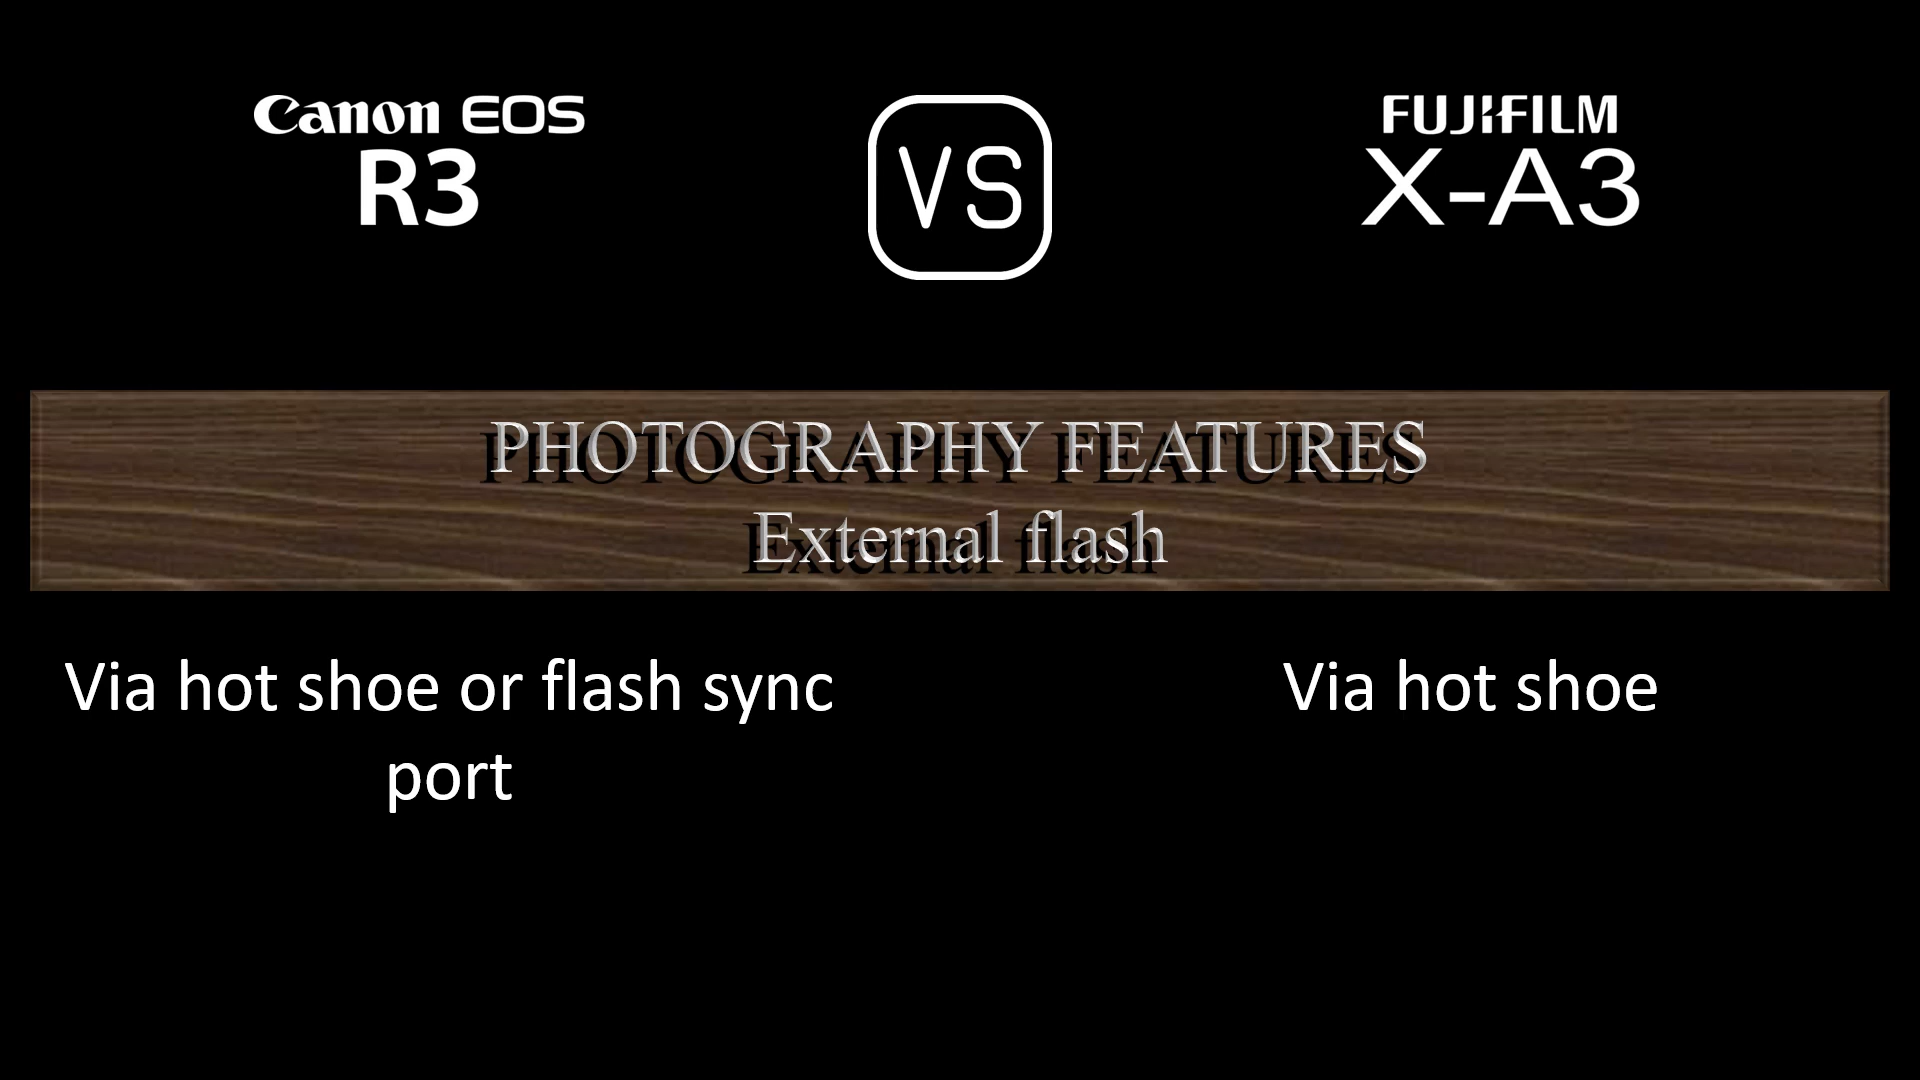 Canon EOS
R3
VS
FUJIFILM
X-A3
PHOTOGRAPHY FEATURES
External flash
Via hot shoe or flash sync
port
Via hot shoe